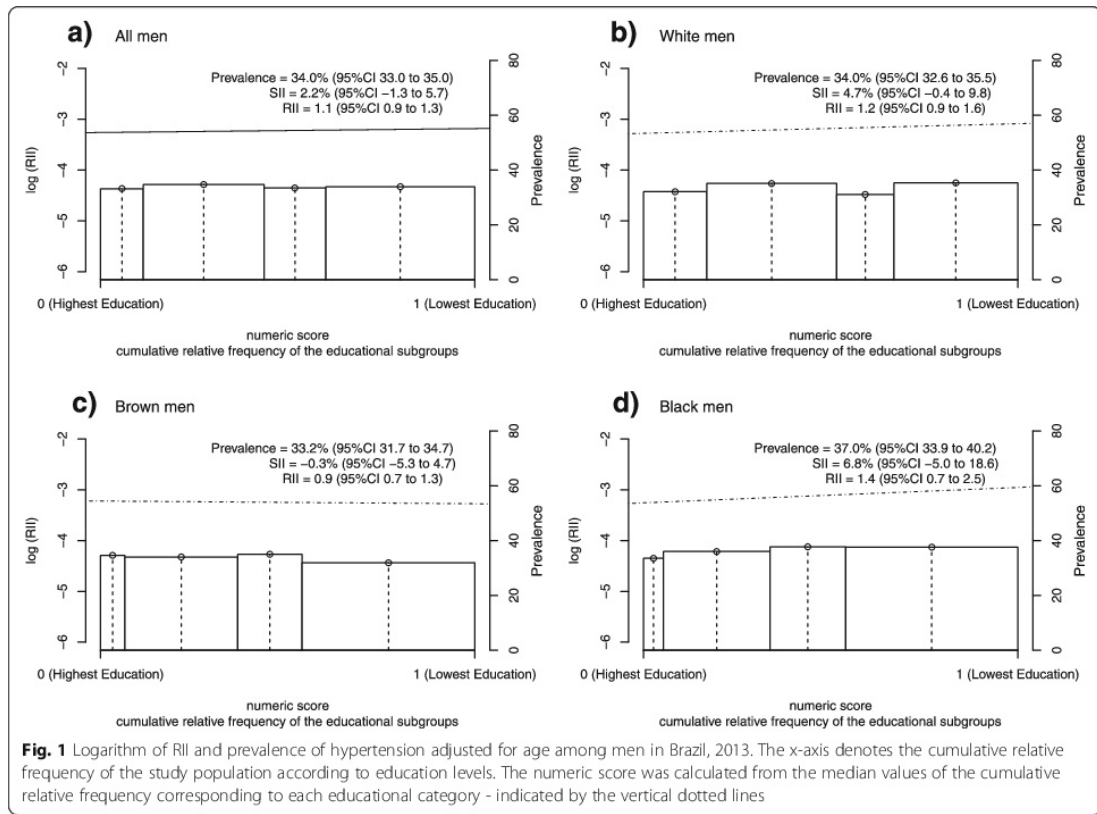 a) All men
-2
-3
-4
-5
-6
log (RII)
Prevalence = 34.0% (95%CI 33.0 to 35.0)
SII = 2.2% (95%CI −1.3 to 5.7)
RII = 1.1 (95%CI 0.9 to 1.3)
80
60
40
20
0
Prevalence
0 (Highest Education) 1 (Lowest Education)
numeric score
cumulative relative frequency of the educational subgroups
b) White men
-2
-3
-4
-5
-6
log (RII)
Prevalence = 34.0% (95%CI 32.6 to 35.5)
SII = 4.7% (95%CI −0.4 to 9.8)
RII = 1.2 (95%CI 0.9 to 1.6)
80
60
40
20
0
Prevalence
0 (Highest Education) 1 (Lowest Education)
numeric score
cumulative relative frequency of the educational subgroups
c) Brown men
-2
-3
-4
-5
-6
log (RII)
Prevalence = 33.2% (95%CI 31.7 to 34.7)
SII = −0.3% (95%CI −5.3 to 4.7)
RII = 0.9 (95%CI 0.7 to 1.3)
80
60
40
20
0
Prevalence
0 (Highest Education) 1 (Lowest Education)
numeric score
cumulative relative frequency of the educational subgroups
d) Black men
-2
-3
-4
-5
-6
log (RII)
Prevalence = 37.0% (95%CI 33.9 to 40.2)
SII = 6.8% (95%CI −5.0 to 18.6)
RII = 1.4 (95%CI 0.7 to 2.5)
80
60
40
20
0
Prevalence
0 (Highest Education) 1 (Lowest Education)
numeric score
cumulative relative frequency of the educational subgroups
Fig. 1 Logarithm of RII and prevalence of hypertension adjusted for age among men in Brazil, 2013. The x-axis denotes the cumulative relative
frequency of the study population according to education levels. The numeric score was calculated from the median values of the cumulative
relative frequency corresponding to each educational category - indicated by the vertical dotted lines